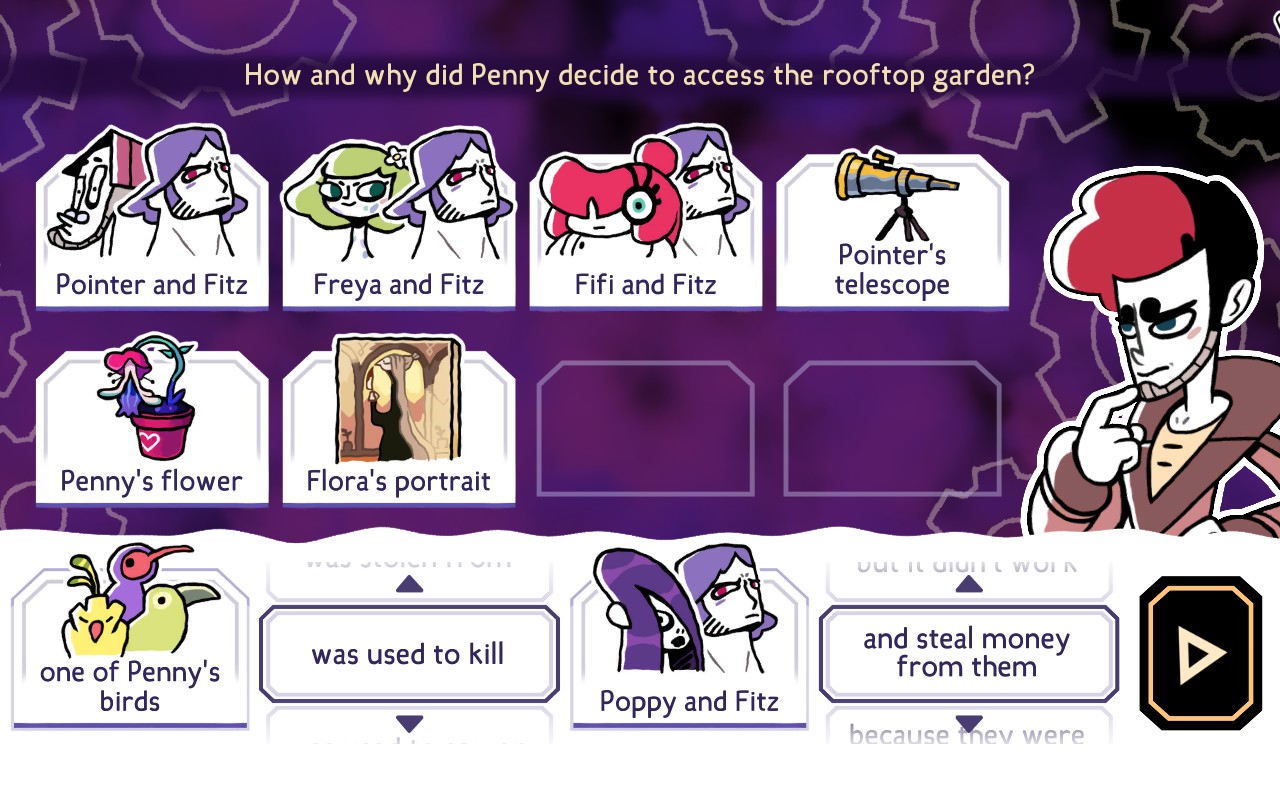 How and why did Penny decide to access the rooftop garden?
Pointer and Fitz
Freya and Fitz
Fifi and Fitz
Pointer's
telescope
Penny's flower
Flora's portrait
one of Penny's
birds
was stolen from
was used to kill
Poppy and Fitz
but it didn't work
and steal money
from them
because they were